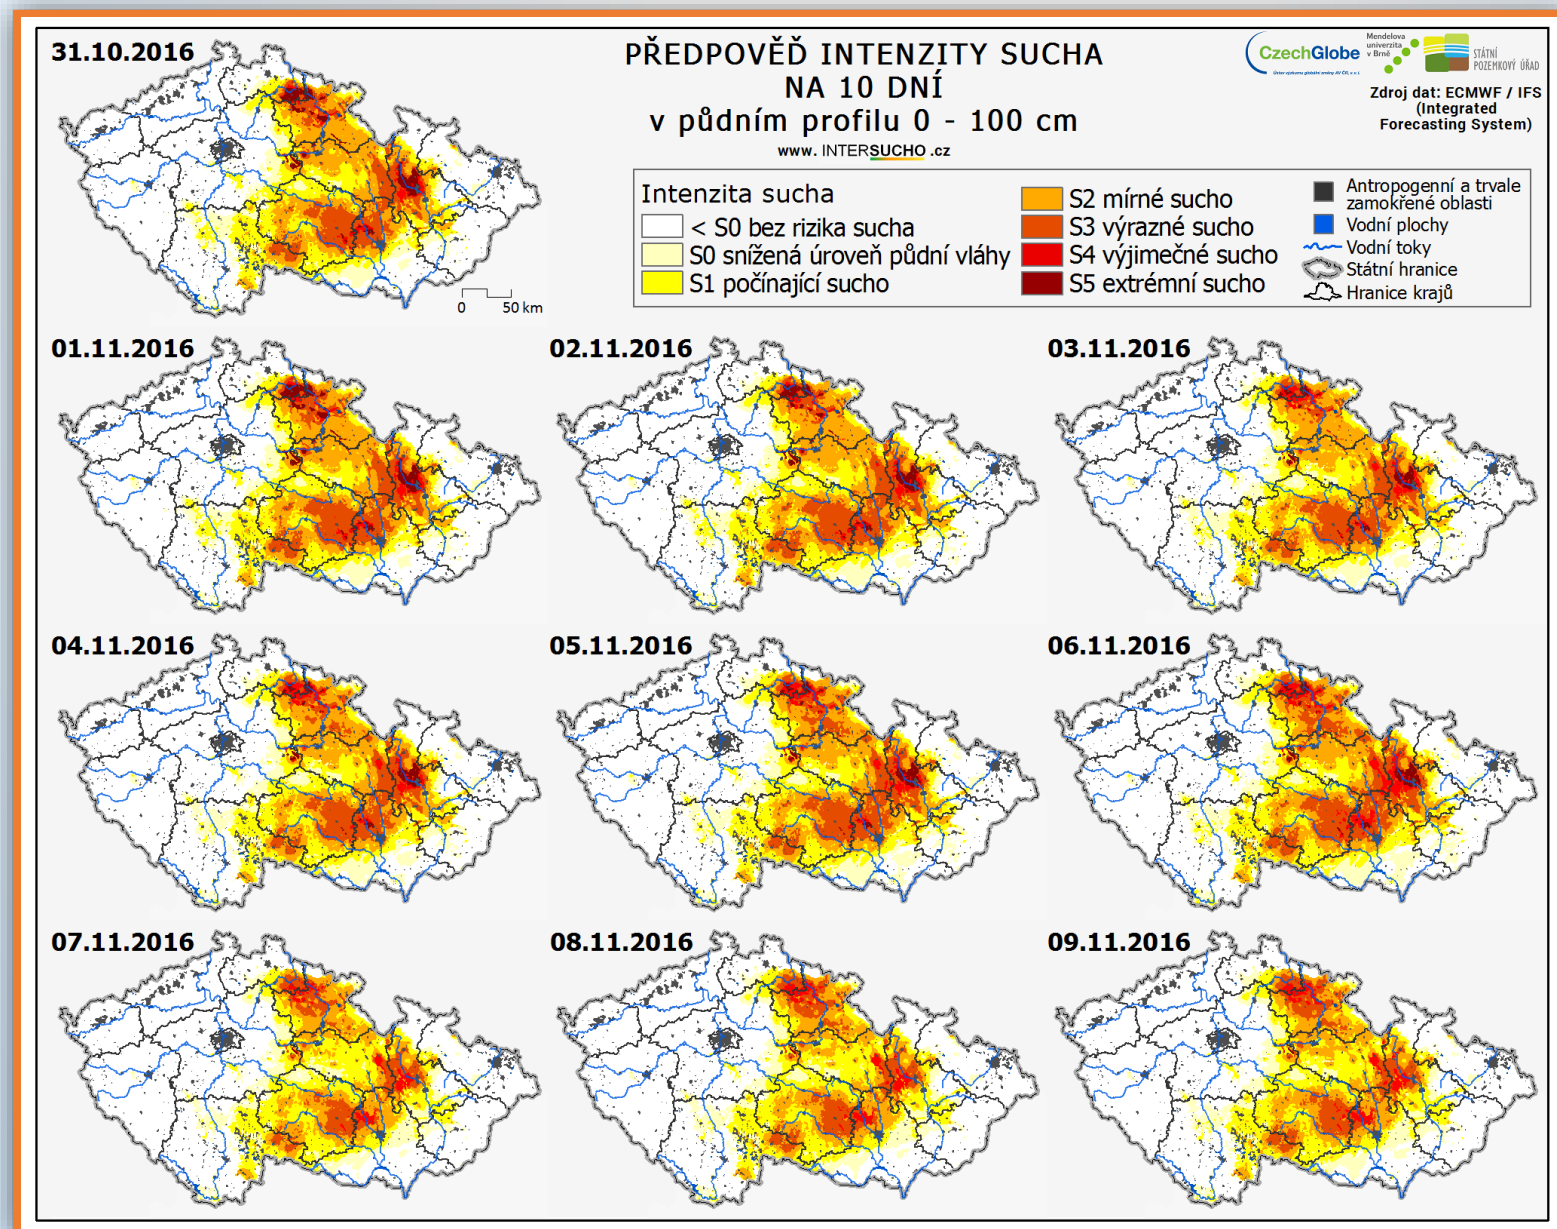 31.10.2016
PŘEDPOVĚĎ INTENZITY SUCHA
NA 10 DNÍ
v půdním profilu 0 - 100 cm
www. INTERSUCHO .cz
CzechGlobe
Mendelova
univerzita
v Brně
STÁTNÍ
POZEMKOVÝ ÚŘAD
Zdroj dat: ECMWF / IFS
(Integrated
Forecasting System)
Intenzita sucha
< S0 bez rizika sucha
S0 snížená úroveň půdní vláhy
S1 počínající sucho
S2 mírné sucho
S3 výrazné sucho
S4 výjimečné sucho
S5 extrémní sucho
Antropogenní a trvale
zamokřené oblasti
Vodní plochy
Vodní toky
Státní hranice
Hranice krajů
0 50 km
01.11.2016
02.11.2016
03.11.2016
04.11.2016
05.11.2016
06.11.2016
07.11.2016
08.11.2016
09.11.2016